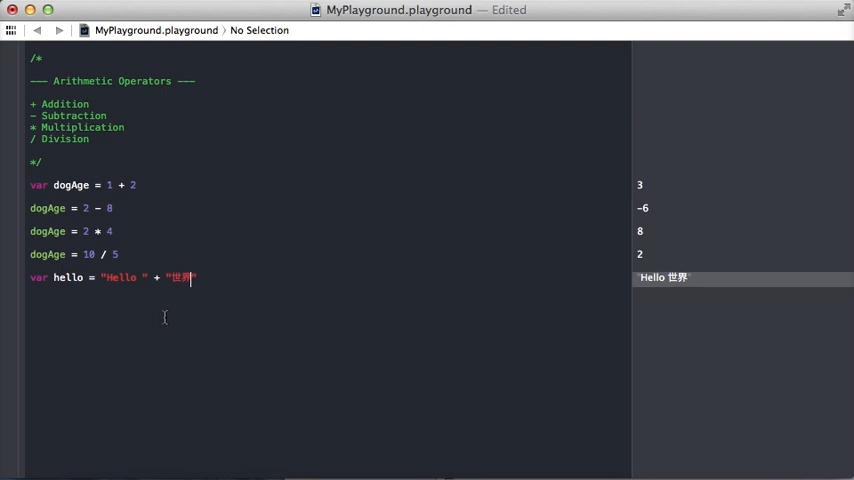 MyPlayground.playground — Edited
MyPlayground.playground 〉 No Selection
/*
--- Arithmetic Operators ---
+ Addition
- Subtraction
* Multiplication
/ Division
*/
var dogAge = 1 + 2
3
dogAge = 2 - 8
-6
dogAge = 2 * 4
8
dogAge = 10 / 5
2
var hello = "Hello " + "世界"
"Hello 世界"